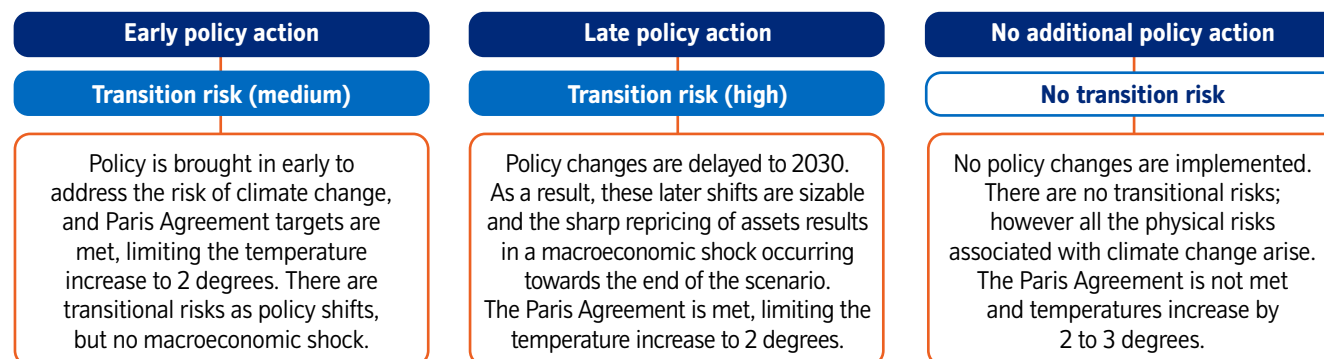 Early policy action
Transition risk (medium)
Policy is brought in early to
address the risk of climate change,
and Paris Agreement targets are
met, limiting the temperature
increase to 2 degrees. There are
transitional risks as policy shifts,
but no macroeconomic shock.
Late policy action
Transition risk (high)
Policy changes are delayed to 2030.
As a result, these later shifts are sizable
and the sharp repricing of assets results
in a macroeconomic shock occurring
towards the end of the scenario.
The Paris Agreement is met, limiting the
temperature increase to 2 degrees.
No additional policy action
No transition risk
No policy changes are implemented.
There are no transitional risks;
however all the physical risks
associated with climate change arise.
The Paris Agreement is not met
and temperatures increase by
2 to 3 degrees.